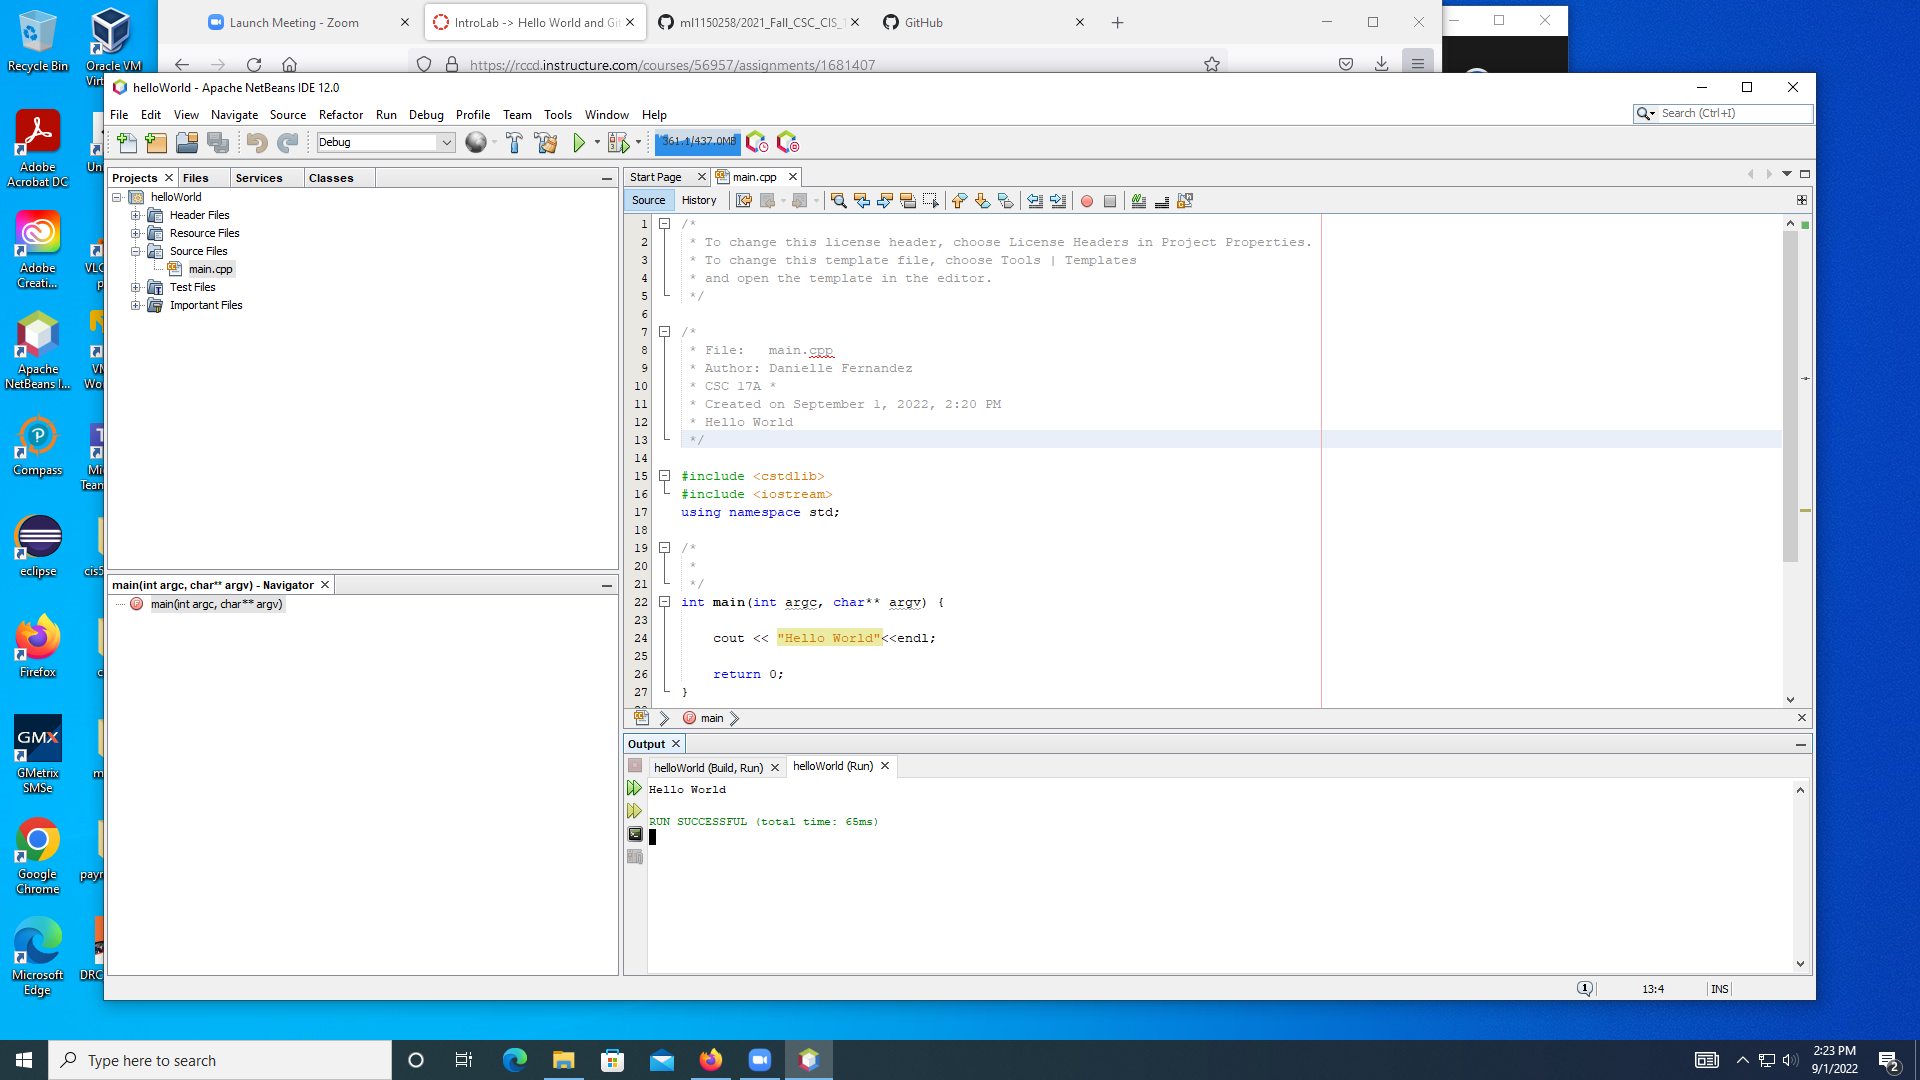 Launch Meeting - Zoom
IntroLab -> Hello World and Gi
ml1150258/2021_Fall_CSC_CIS_1
GitHub
https://rccd.instructure.com/courses/56957/assignments/1681407
helloWorld - Apache NetBeans IDE 12.0
File Edit View Navigate Source Refactor Run Debug Profile Team Tools Window Help
Search (Ctrl+I)
Debug
361.1/437.0MB
Projects Files Services Classes
helloWorld
Header Files
Resource Files
Source Files
main.cpp
Test Files
Important Files
main(int argc, char** argv) - Navigator
main(int argc, char** argv)
Start Page main.cpp
Source History
1 /*
2 * To change this license header, choose License Headers in Project Properties.
3 * To change this template file, choose Tools | Templates
4 * and open the template in the editor.
5 */
6
7 /*
8 * File:   main.cpp
9 * Author: Danielle Fernandez
10 * CSC 17A *
11 * Created on September 1, 2022, 2:20 PM
12 * Hello World
13 */
14
15 #include <cstdlib>
16 #include <iostream>
17 using namespace std;
18
19 /*
20 *
21 */
22 int main(int argc, char** argv) {
23
24 cout << "Hello World"<<endl;
25
26 return 0;
27 }
main
Output
helloWorld (Build, Run) helloWorld (Run)
Hello World
RUN SUCCESSFUL (total time: 65ms)
1
13:4
INS
Recycle Bin
Oracle VM
Adobe
Acrobat DC
Adobe
Creati...
Apache
NetBeans I...
Compass
eclipse
Firefox
GMX
GMetrix
SMSe
Google
Chrome
Microsoft
Edge
DRC
Type here to search
2:23 PM
9/1/2022
2